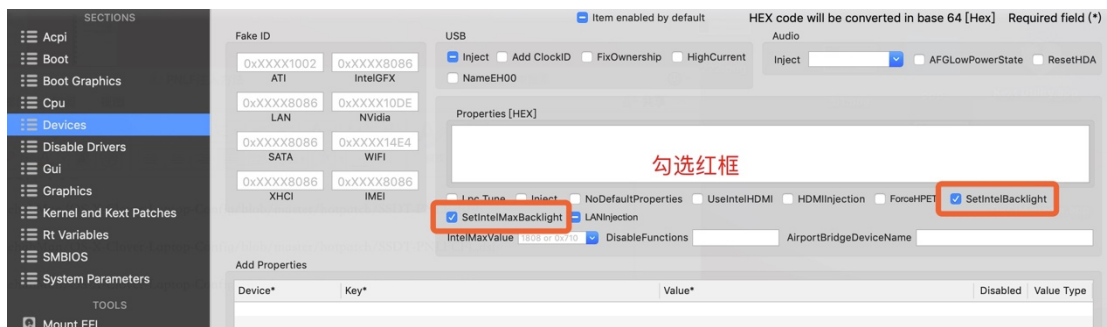 SECTIONS
Acpi
Boot
Boot Graphics
Cpu
Devices
Disable Drivers
Gui
Graphics
Kernel and Kext Patches
Rt Variables
SMBIOS
System Parameters
TOOLS
Mount EFI
Item enabled by default
HEX code will be converted in base 64 [Hex] Required field (*)
Fake ID
0xXXXX1002 0xXXXX8086
ATI IntelGFX
0xXXXX8086 0xXXXX10DE
LAN NVidia
0xXXXX8086 0xXXXX14E4
SATA WIFI
0xXXXX8086 0xXXXX8086
XHCI IMEI
USB
Inject Add ClockID FixOwnership HighCurrent
NameEH00
Audio
Inject AFGLowPowerState ResetHDA
Properties [HEX]
勾选红框
Lpc Type Inject NoDefaultProperties UseIntelHDMI HDMIInjection ForceHPET SetIntelBacklight
SetIntelMaxBacklight LANInjection
IntelMaxValue 1808 or 0x710 DisableFunctions AirportBridgeDeviceName
Add Properties
Device* Key* Value* Disabled Value Type